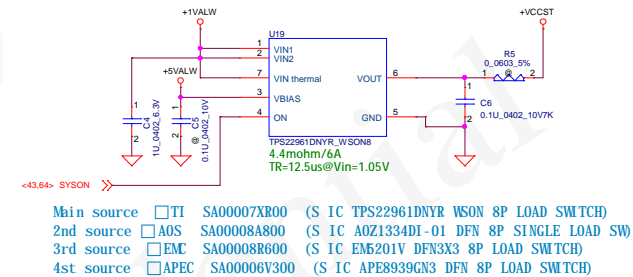 +1VALW
+VCCST
U19
1 VIN1
2 VIN2
7 VIN thermal
VOUT 6
R5
0_0603_5%
1 @ 2
+5VALW
3 VBIAS
4 ON
GND 5
1
2
C4
1U_0402_6.3V
1
2
@
C5
0.1U_0402_10V
1
2
C6
0.1U_0402_10V7K
TPS22961DNYR_WSON8
4.4mohm/6A
TR=12.5us@Vin=1.05V
<43,64> SYSON
Main source □TI SA00007XR00 (S IC TPS22961DNYR WSON 8P LOAD SWITCH)
2nd source □AOS SA00008A800 (S IC AOZ1334DI-01 DFN 8P SINGLE LOAD SW)
3rd source □EMC SA00008R600 (S IC EM5201V DFN3X3 8P LOAD SWITCH)
4st source □APEC SA00006V300 (S IC APE8939GN3 DFN 8P LOAD SWITCH)